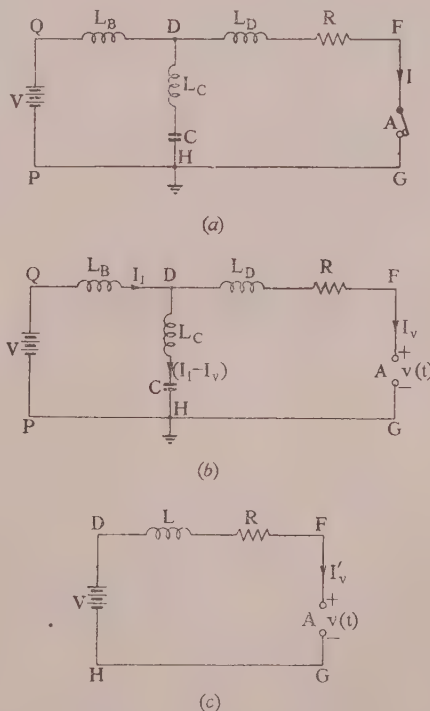 Q L_B D L_D R F
I
L_C
V A
C
H
P G
(a)
Q L_B I_1 D L_D R F
L_C I_v
V +
C (I_1-I_v) A v(t)
H −
P G
(b)
D L R F
I'_v
V +
A v(t)
−
H G
(c)